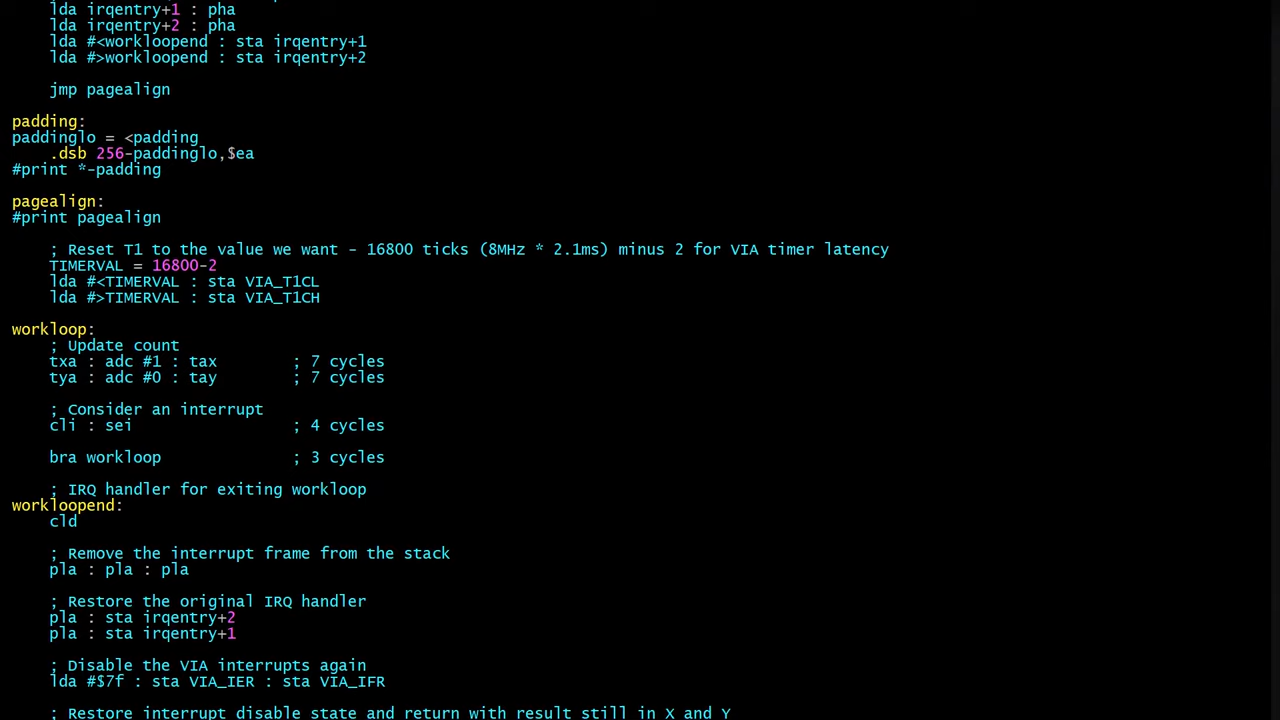 lda irqentry+1 : pha
lda irqentry+2 : pha
lda #<workloopend : sta irqentry+1
lda #>workloopend : sta irqentry+2
jmp pagealign
padding:
paddinglo = <padding
.dsb 256-paddinglo,$ea
#print *-padding
pagealign:
#print pagealign
; Reset T1 to the value we want - 16800 ticks (8MHz * 2.1ms) minus 2 for VIA timer latency
TIMERVAL = 16800-2
lda #<TIMERVAL : sta VIA_T1CL
lda #>TIMERVAL : sta VIA_T1CH
workloop:
; Update count
txa : adc #1 : tax ; 7 cycles
tya : adc #0 : tay ; 7 cycles
; Consider an interrupt
cli : sei ; 4 cycles
bra workloop ; 3 cycles
; IRQ handler for exiting workloop
workloopend:
cld
; Remove the interrupt frame from the stack
pla : pla : pla
; Restore the original IRQ handler
pla : sta irqentry+2
pla : sta irqentry+1
; Disable the VIA interrupts again
lda #$7f : sta VIA_IER : sta VIA_IFR
; Restore interrupt disable state and return with result still in X and Y